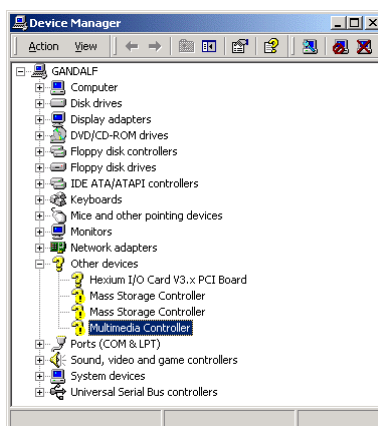 Device Manager
Action View
GANDALF
Computer
Disk drives
Display adapters
DVD/CD-ROM drives
Floppy disk controllers
Floppy disk drives
IDE ATA/ATAPI controllers
Keyboards
Mice and other pointing devices
Monitors
Network adapters
Other devices
Hexium I/O Card V3.x PCI Board
Mass Storage Controller
Mass Storage Controller
Multimedia Controller
Ports (COM & LPT)
Sound, video and game controllers
System devices
Universal Serial Bus controllers